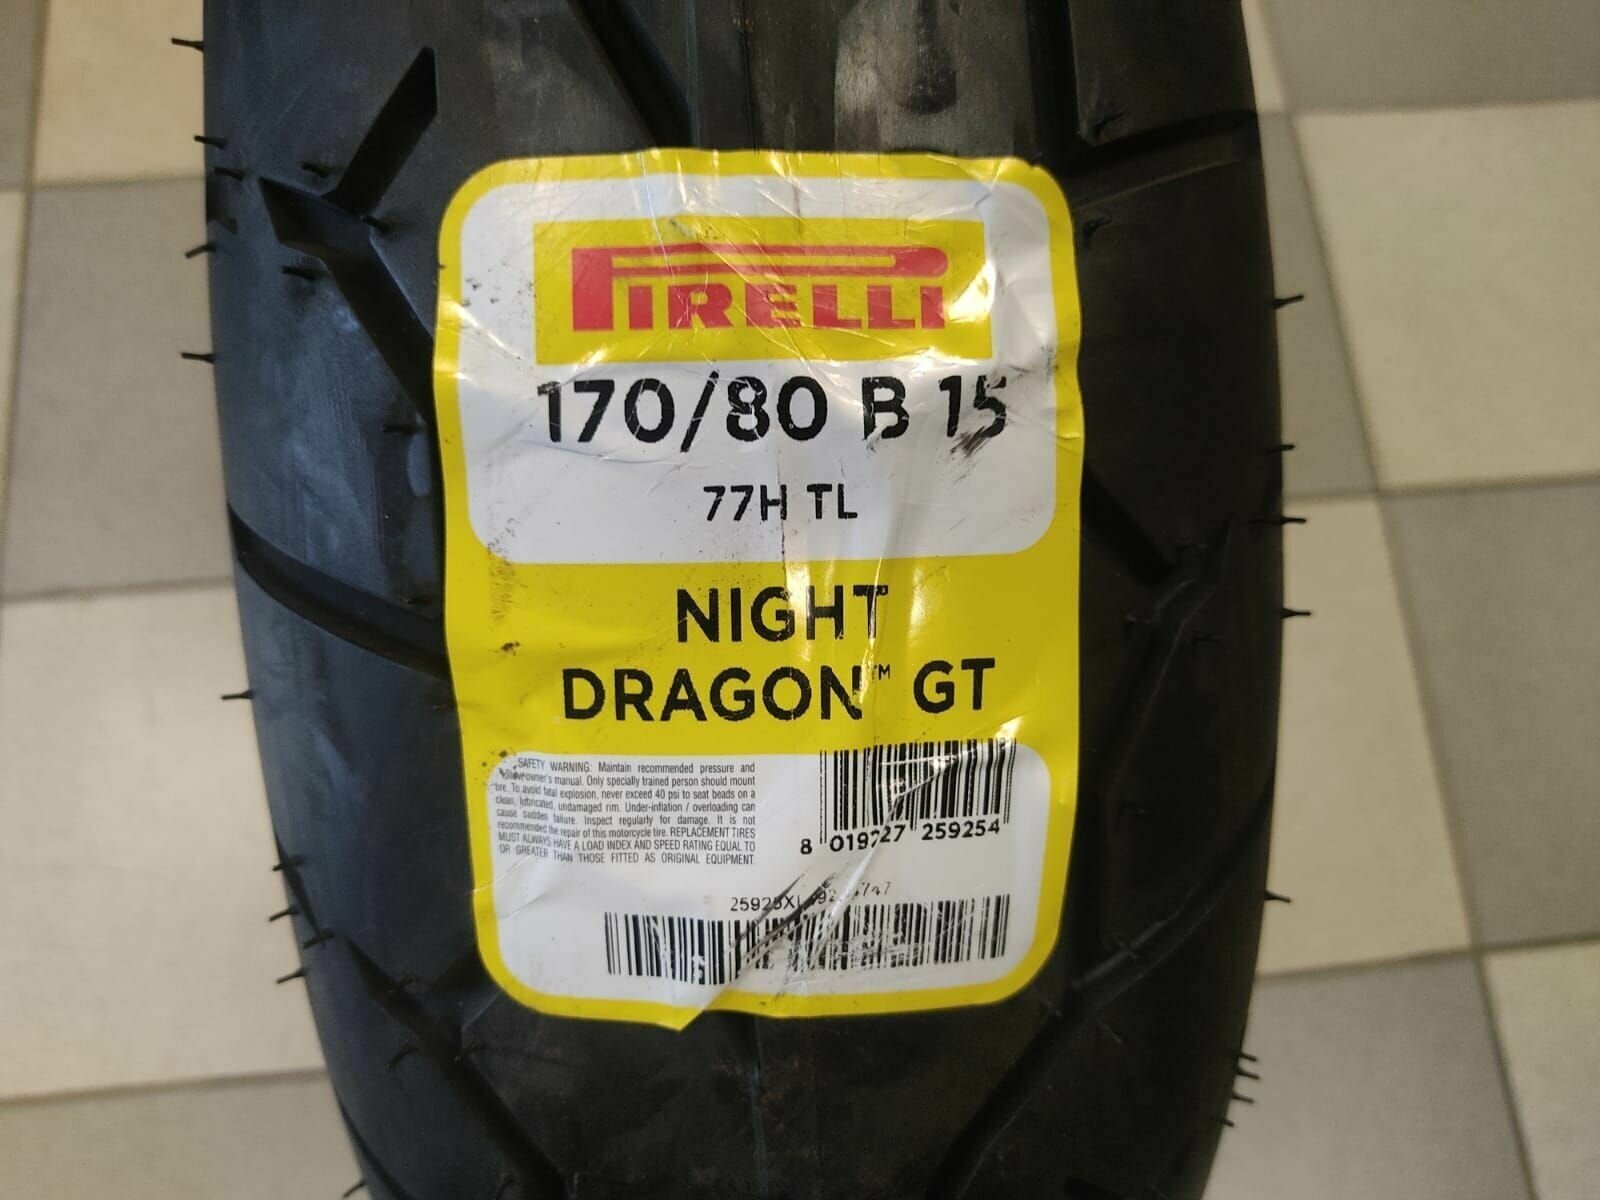 PIRELLI
170/80 B 15
77H TL
NIGHT
DRAGON™ GT
SAFETY WARNING: Maintain recommended pressure and
follow owner's manual. Only specially trained person should mount
tire. To avoid fatal explosion, never exceed 40 psi to seat beads on a
clean, lubricated, undamaged rim. Under-inflation / overloading can
cause sudden failure. Inspect regularly for damage. It is not
recommended the repair of this motorcycle tire. REPLACEMENT TIRES
MUST ALWAYS HAVE A LOAD INDEX AND SPEED RATING EQUAL TO
OR GREATER THAN THOSE FITTED AS ORIGINAL EQUIPMENT
8 019227 259254